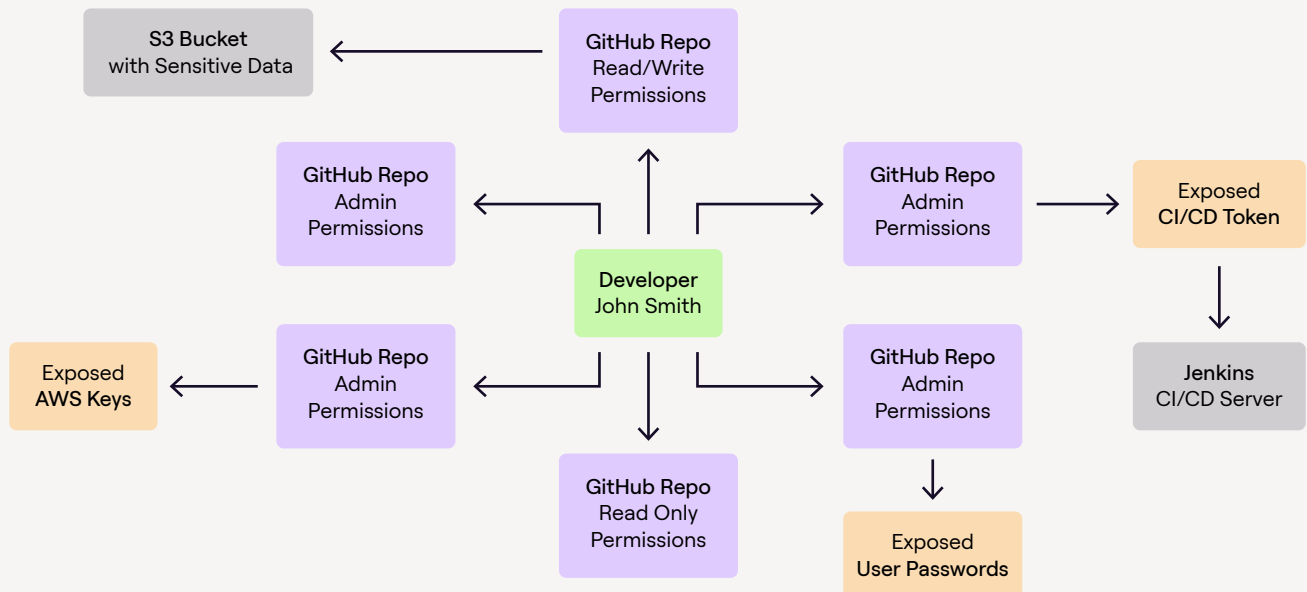 S3 Bucket
with Sensitive Data
GitHub Repo
Read/Write
Permissions
GitHub Repo
Admin
Permissions
GitHub Repo
Admin
Permissions
Exposed
CI/CD Token
Developer
John Smith
Exposed
AWS Keys
GitHub Repo
Admin
Permissions
GitHub Repo
Admin
Permissions
Jenkins
CI/CD Server
GitHub Repo
Read Only
Permissions
Exposed
User Passwords